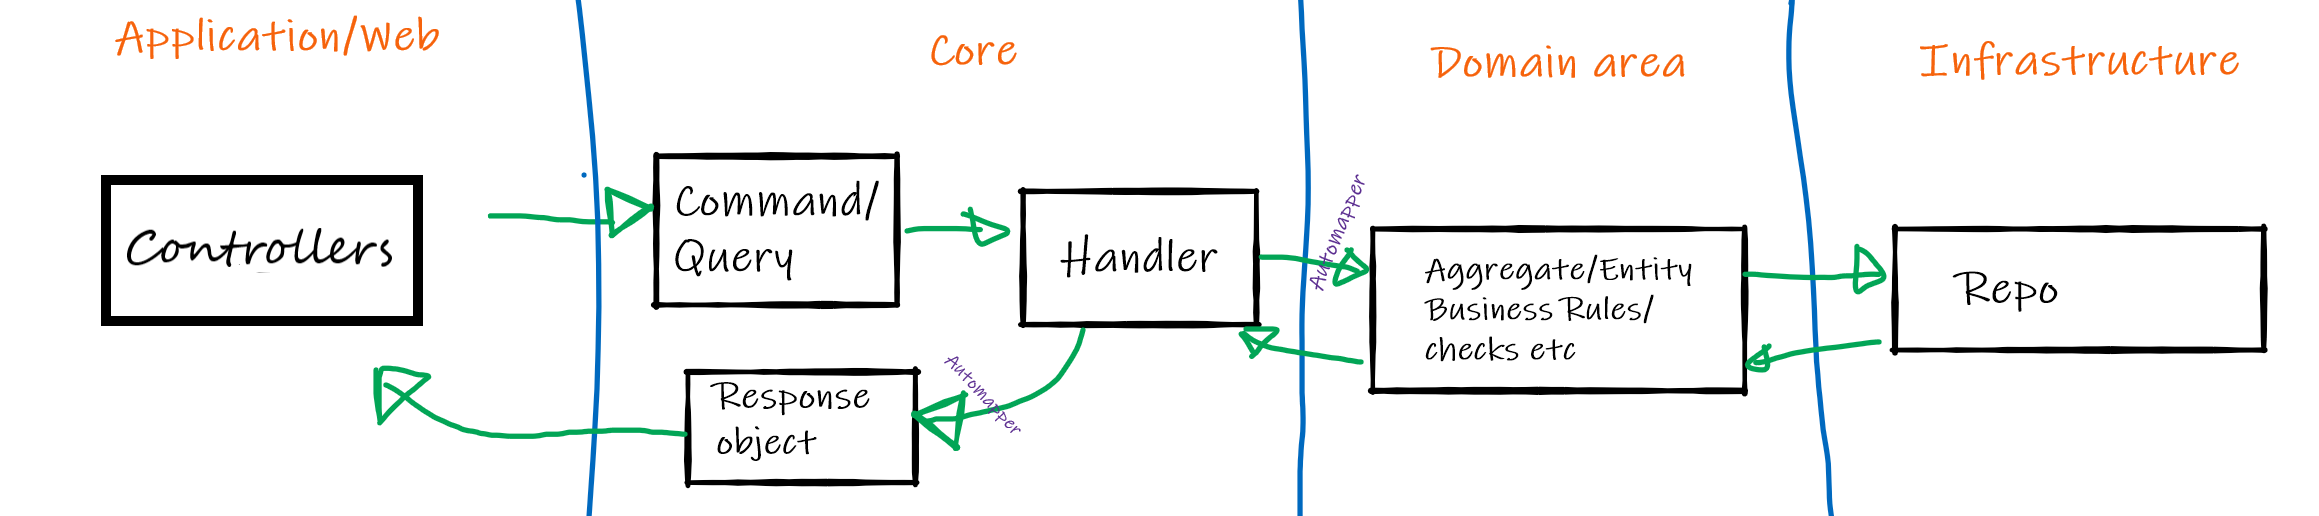 Application/Web
Core
Domain area
Infrastructure
Controllers
Command/
Query
Handler
Automapper
Aggregate/Entity
Business Rules/
checks etc
Repo
Automapper
Response
object